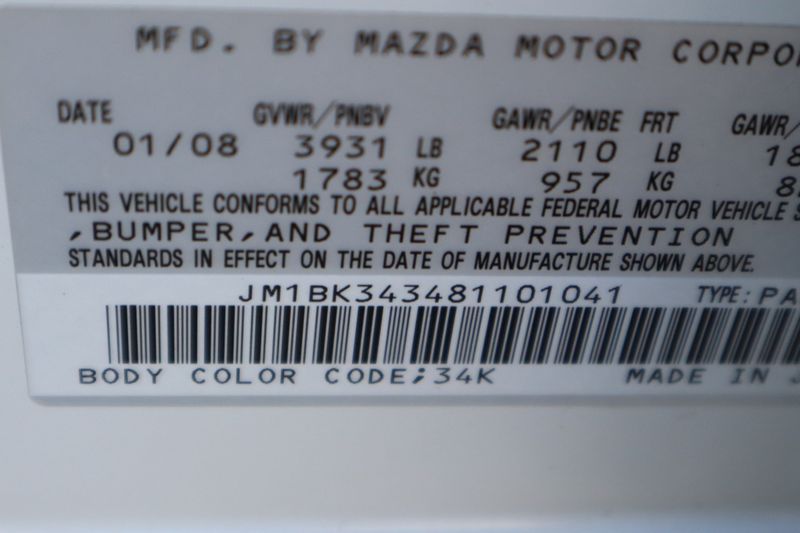 MFD. BY MAZDA MOTOR CORPO
DATE GVWR/PNBV GAWR/PNBE FRT GAWR/
01/08 3931 LB 2110 LB 18
1783 KG 957 KG 8
THIS VEHICLE CONFORMS TO ALL APPLICABLE FEDERAL MOTOR VEHICLE S
,BUMPER,AND THEFT PREVENTION
STANDARDS IN EFFECT ON THE DATE OF MANUFACTURE SHOWN ABOVE.
JM1BK343481101041 TYPE:PA
BODY COLOR CODE;34K MADE IN J